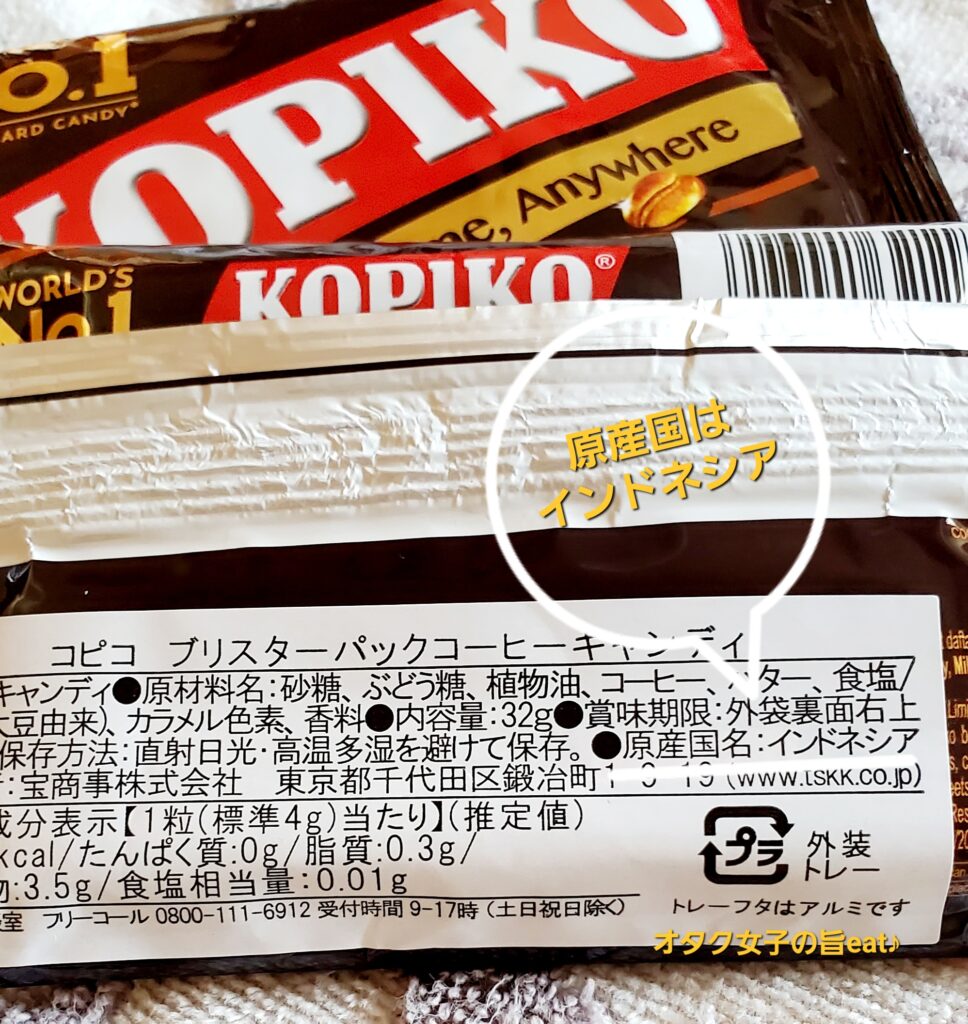 o.1
ARD CANDY
KOPIKO
ne, Anywhere
WORLD'S
No.1
KOPIKO®
原産国は
インドネシア
コピコ ブリスターパックコーヒーキャンディ
キャンディ●原材料名:砂糖、ぶどう糖、植物油、コーヒー、バター、食塩/
大豆由来)、カラメル色素、香料●内容量:32g●賞味期限:外袋裏面右上
保存方法:直射日光・高温多湿を避けて保存。●原産国名:インドネシア
:宝商事株式会社 東京都千代田区鍛冶町 (www.tskk.co.jp)
成分表示【1粒(標準4g)当たり】(推定値)
kcal/たんぱく質:0g/脂質:0.3g/
物:3.5g/食塩相当量:0.01g
室 フリーコール 0800-111-6912 受付時間 9-17時 (土日祝日除く)
プラ
外装
トレー
トレーフタはアルミです
オタク女子の旨eat♪